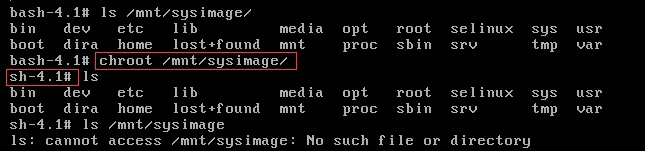 bash-4.1# ls /mnt/sysimage/
bin   dev   etc   lib         media  opt   root  selinux  sys  usr
boot  dira  home  lost+found  mnt    proc  sbin  srv      tmp  var
bash-4.1# chroot /mnt/sysimage/
sh-4.1# ls
bin   dev   etc   lib         media  opt   root  selinux  sys  usr
boot  dira  home  lost+found  mnt    proc  sbin  srv      tmp  var
sh-4.1# ls /mnt/sysimage
ls: cannot access /mnt/sysimage: No such file or directory